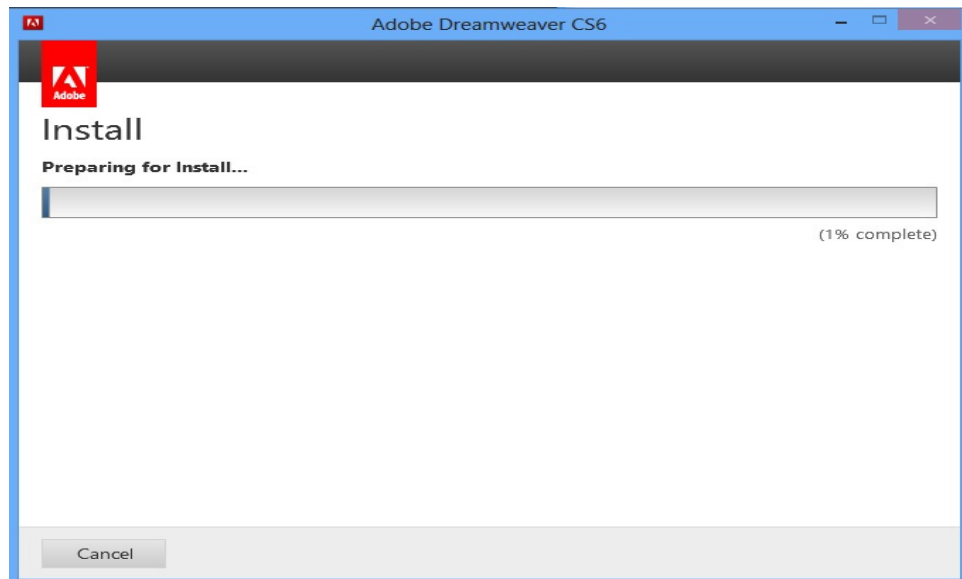 Adobe Dreamweaver CS6
Adobe
Install
Preparing for Install...
(1% complete)
Cancel